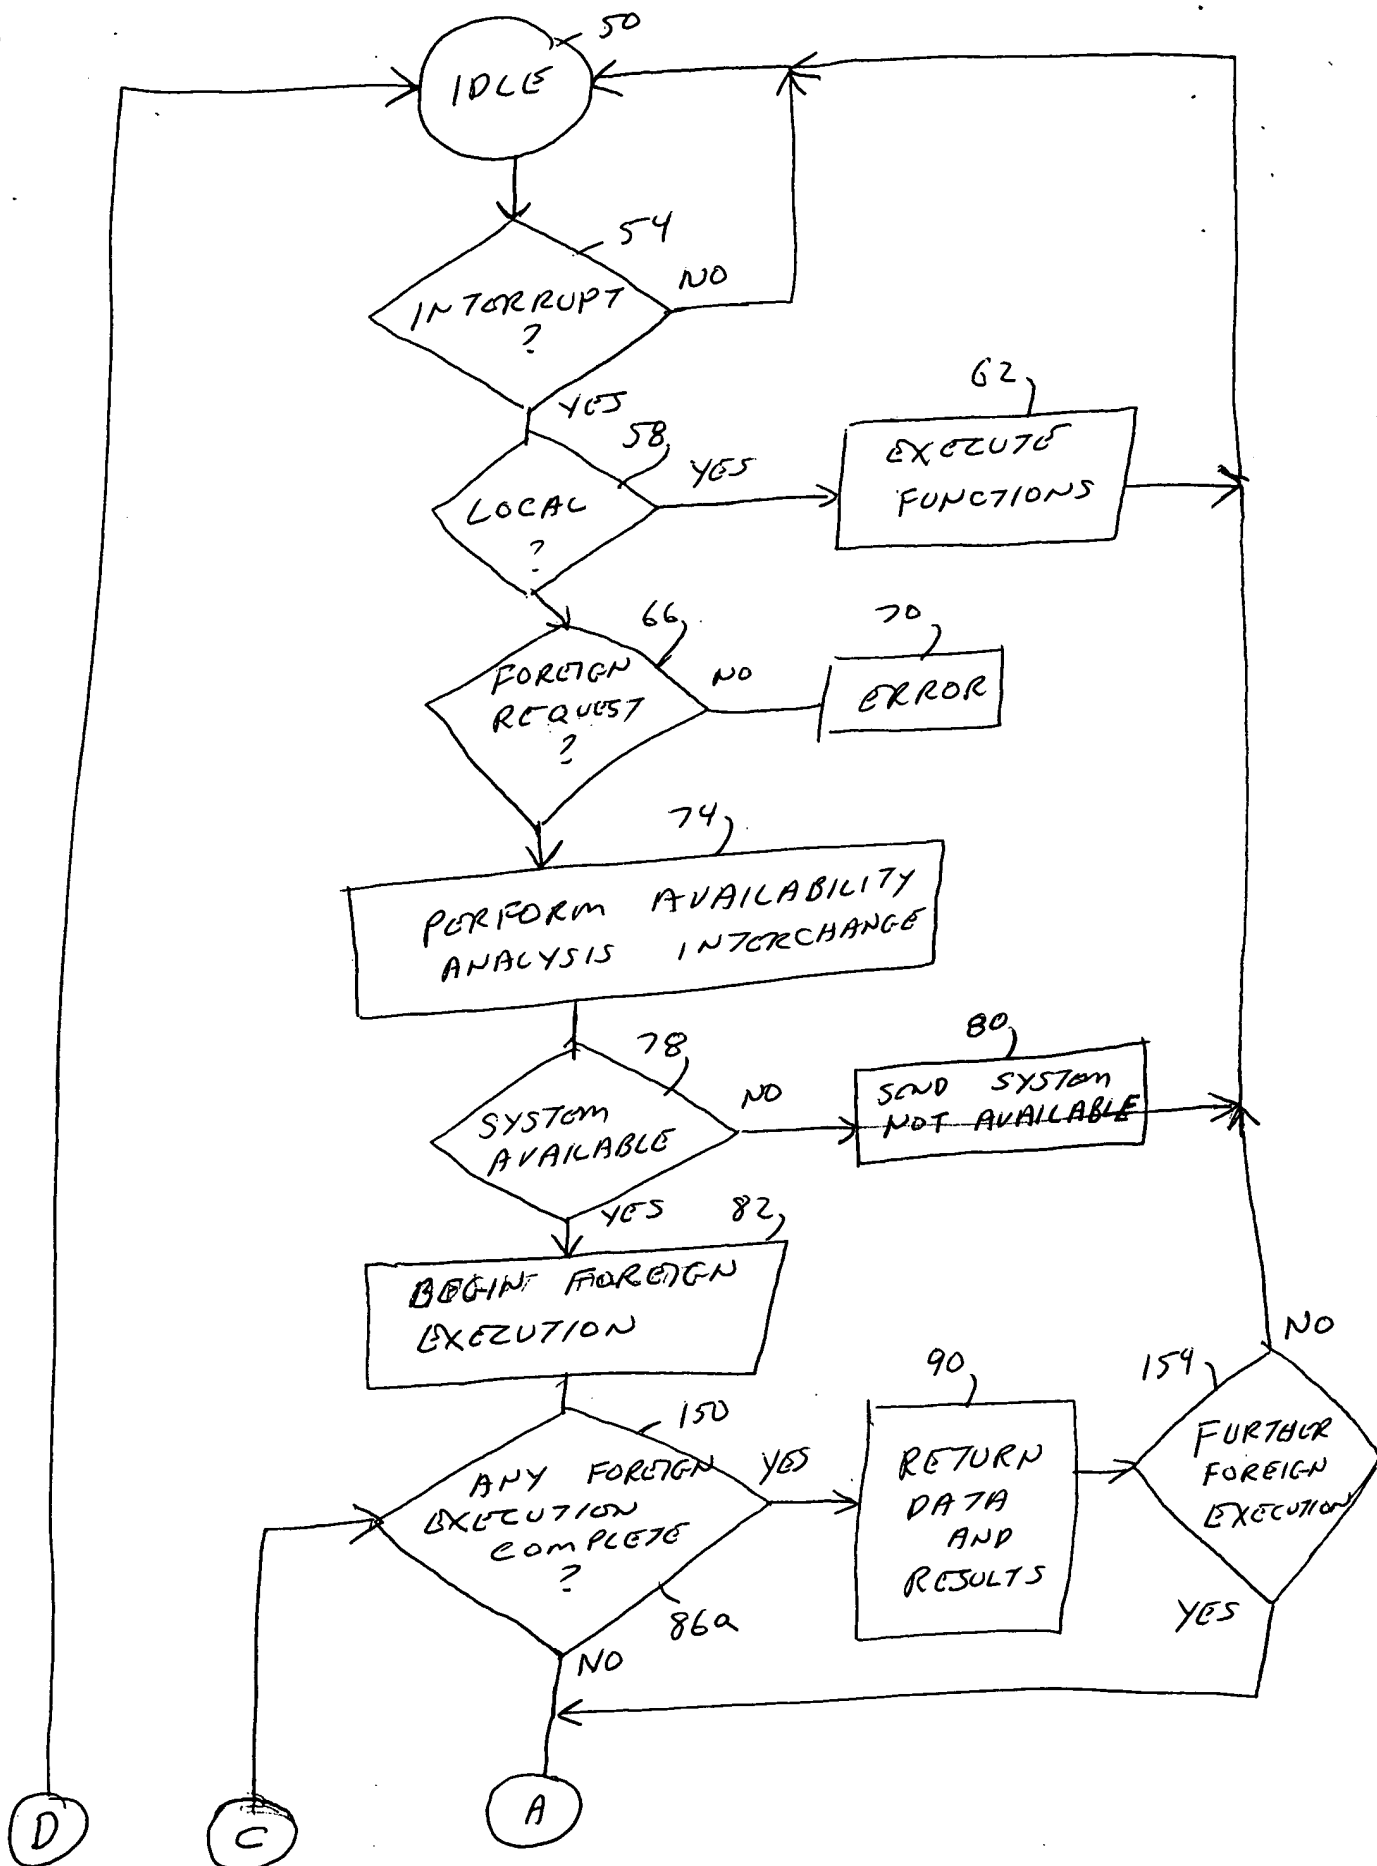 50
IDLE
54
NO
INTERRUPT
?
YES
62
58
YES
EXECUTE
FUNCTIONS
LOCAL
?
66
70
FOREIGN
REQUEST
?
NO
ERROR
74
PERFORM AVAILABILITY
ANALYSIS INTERCHANGE
78
80
SYSTEM
AVAILABLE
NO
SEND SYSTEM
NOT AVAILABLE
YES
82
BEGIN FOREIGN
EXECUTION
NO
90
154
150
ANY FOREIGN
EXECUTION
COMPLETE
?
YES
RETURN
DATA
AND
RESULTS
FURTHER
FOREIGN
EXECUTION
86a
YES
NO
D
C
A